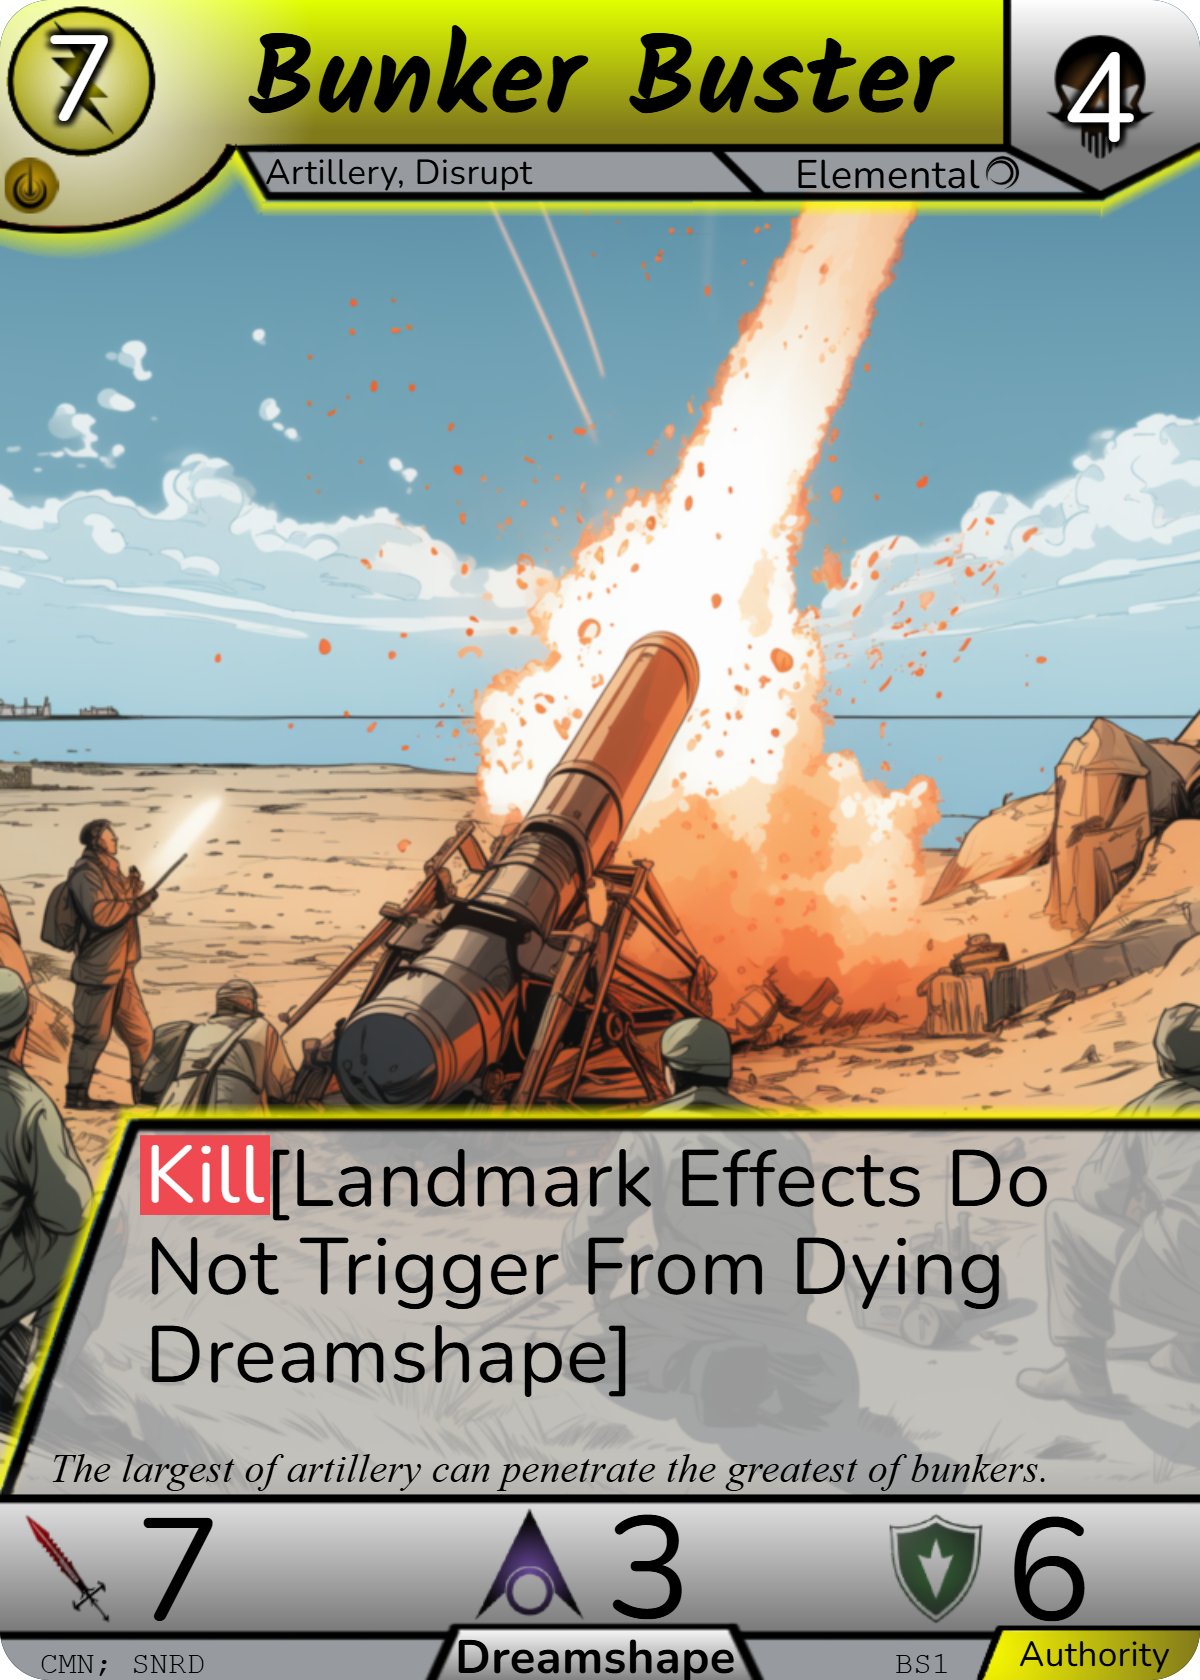 7
Bunker Buster
4
Artillery, Disrupt
Elemental
Kill[Landmark Effects Do
Not Trigger From Dying
Dreamshape]
The largest of artillery can penetrate the greatest of bunkers.
7
3
6
CMN; SNRD
Dreamshape
BS1
Authority